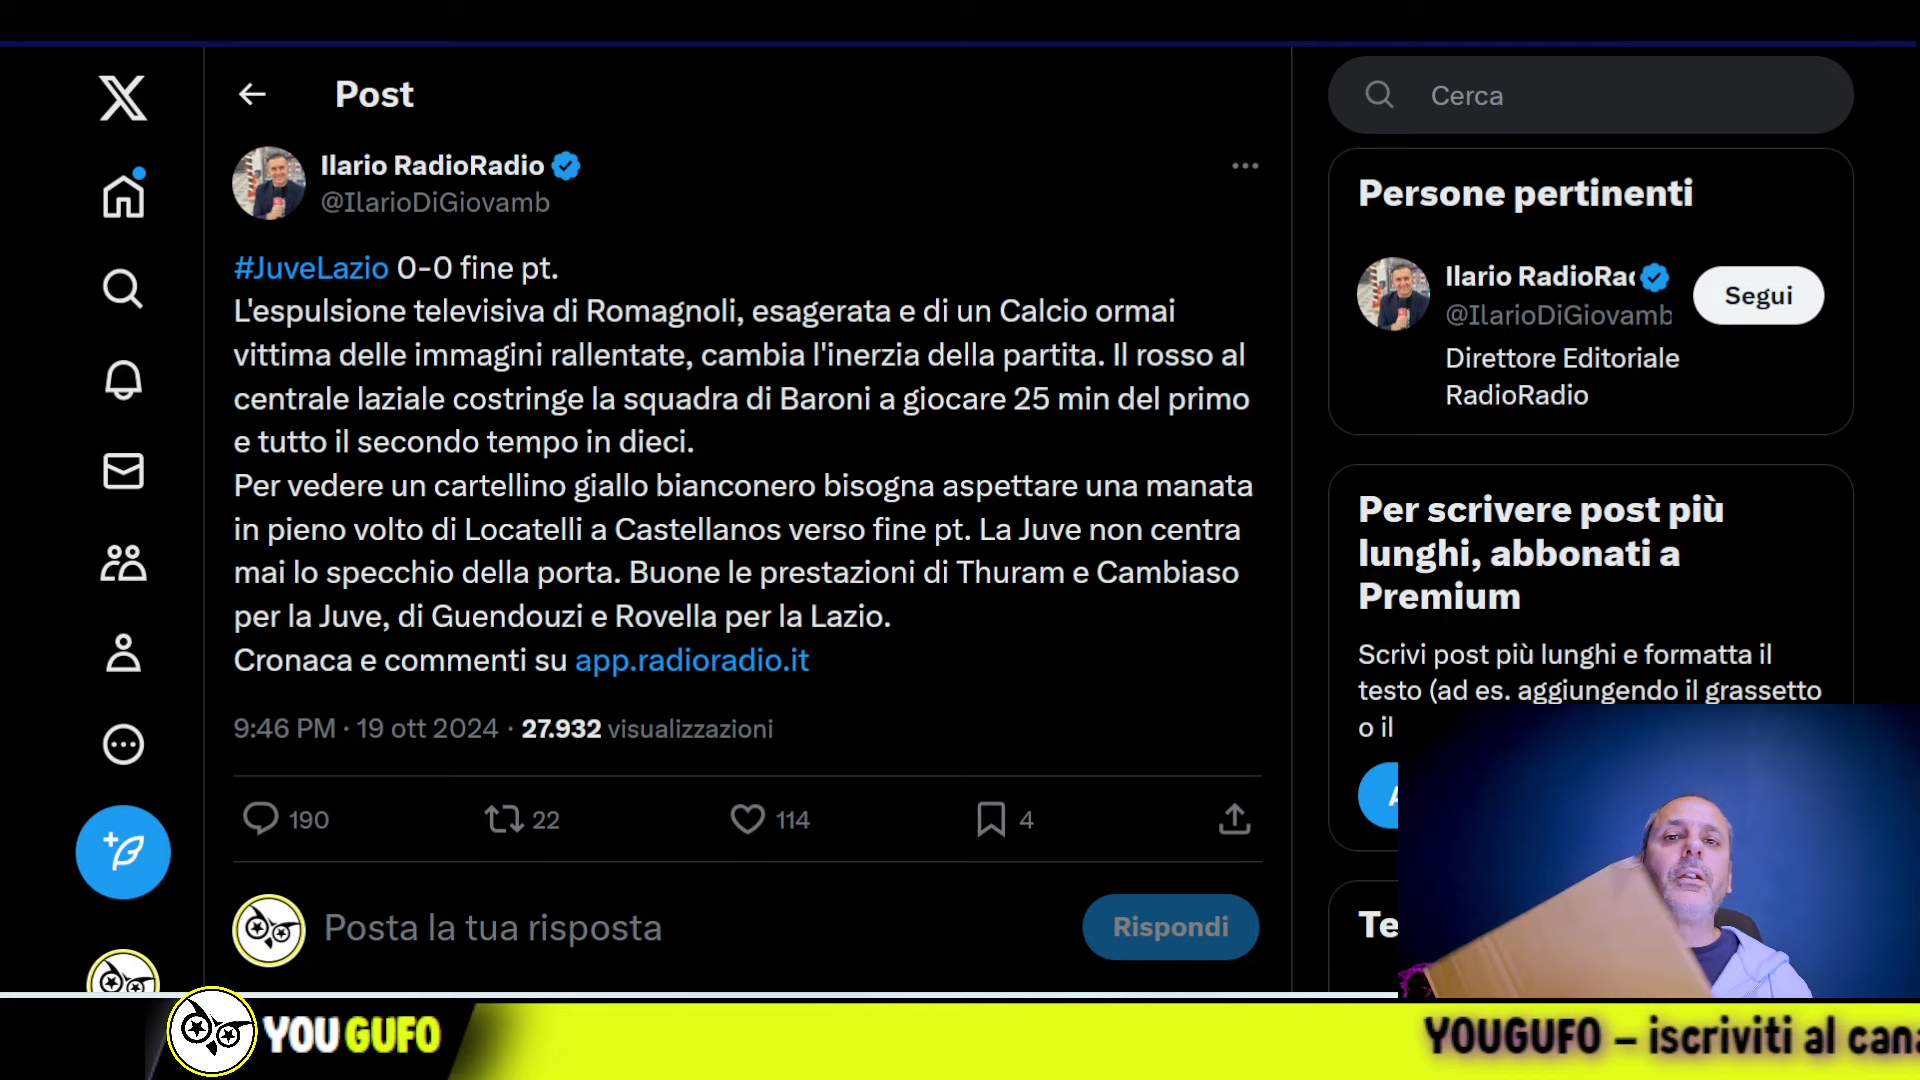 Post
Cerca
Ilario RadioRadio
@IlarioDiGiovamb
#JuveLazio 0-0 fine pt.
L'espulsione televisiva di Romagnoli, esagerata e di un Calcio ormai
vittima delle immagini rallentate, cambia l'inerzia della partita. Il rosso al
centrale laziale costringe la squadra di Baroni a giocare 25 min del primo
e tutto il secondo tempo in dieci.
Per vedere un cartellino giallo bianconero bisogna aspettare una manata
in pieno volto di Locatelli a Castellanos verso fine pt. La Juve non centra
mai lo specchio della porta. Buone le prestazioni di Thuram e Cambiaso
per la Juve, di Guendouzi e Rovella per la Lazio.
Cronaca e commenti su app.radioradio.it
9:46 PM · 19 ott 2024 · 27.932 visualizzazioni
190 22 114 4
Posta la tua risposta
Rispondi
Persone pertinenti
Ilario RadioRa
@IlarioDiGiovamb
Segui
Direttore Editoriale
RadioRadio
Per scrivere post più
lunghi, abbonati a
Premium
Scrivi post più lunghi e formatta il
testo (ad es. aggiungendo il grassetto
o il
Te
YOUGUFO
YOUGUFO – iscriviti al cana